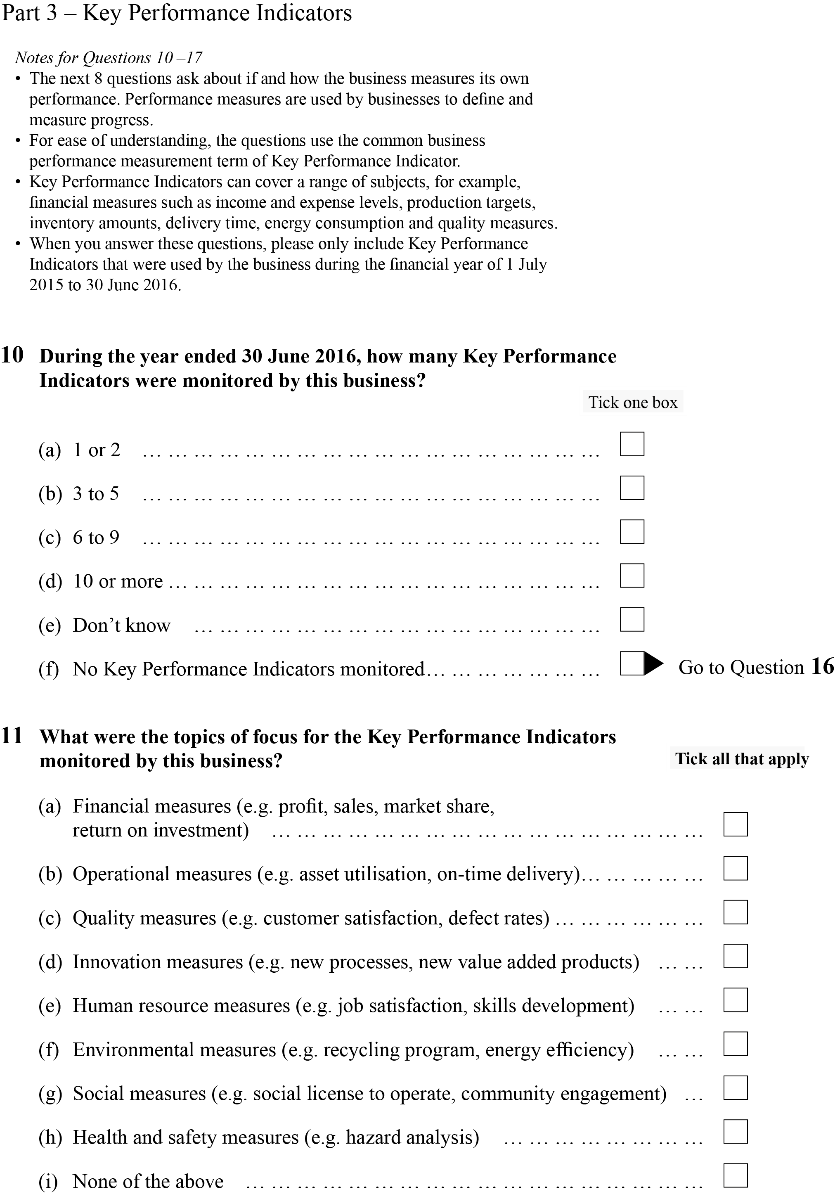 Part 3 – Key Performance Indicators
Notes for Questions 10 –17
• The next 8 questions ask about if and how the business measures its own
performance. Performance measures are used by businesses to define and
measure progress.
• For ease of understanding, the questions use the common business
performance measurement term of Key Performance Indicator.
• Key Performance Indicators can cover a range of subjects, for example,
financial measures such as income and expense levels, production targets,
inventory amounts, delivery time, energy consumption and quality measures.
• When you answer these questions, please only include Key Performance
Indicators that were used by the business during the financial year of 1 July
2015 to 30 June 2016.
10 During the year ended 30 June 2016, how many Key Performance
Indicators were monitored by this business?
Tick one box
(a) 1 or 2 … … … … … … … … … … … … … … … … … …
(b) 3 to 5 … … … … … … … … … … … … … … … … … …
(c) 6 to 9 … … … … … … … … … … … … … … … … … …
(d) 10 or more … … … … … … … … … … … … … … … … …
(e) Don’t know … … … … … … … … … … … … … … … …
(f) No Key Performance Indicators monitored… … … … … … … Go to Question 16
11 What were the topics of focus for the Key Performance Indicators
monitored by this business?
Tick all that apply
(a) Financial measures (e.g. profit, sales, market share,
return on investment) … … … … … … … … … … … … … … … … …
(b) Operational measures (e.g. asset utilisation, on-time delivery)… … … … …
(c) Quality measures (e.g. customer satisfaction, defect rates) … … … … … …
(d) Innovation measures (e.g. new processes, new value added products) … …
(e) Human resource measures (e.g. job satisfaction, skills development) … …
(f) Environmental measures (e.g. recycling program, energy efficiency) … …
(g) Social measures (e.g. social license to operate, community engagement) …
(h) Health and safety measures (e.g. hazard analysis) … … … … … … … …
(i) None of the above … … … … … … … … … … … … … … … … … …